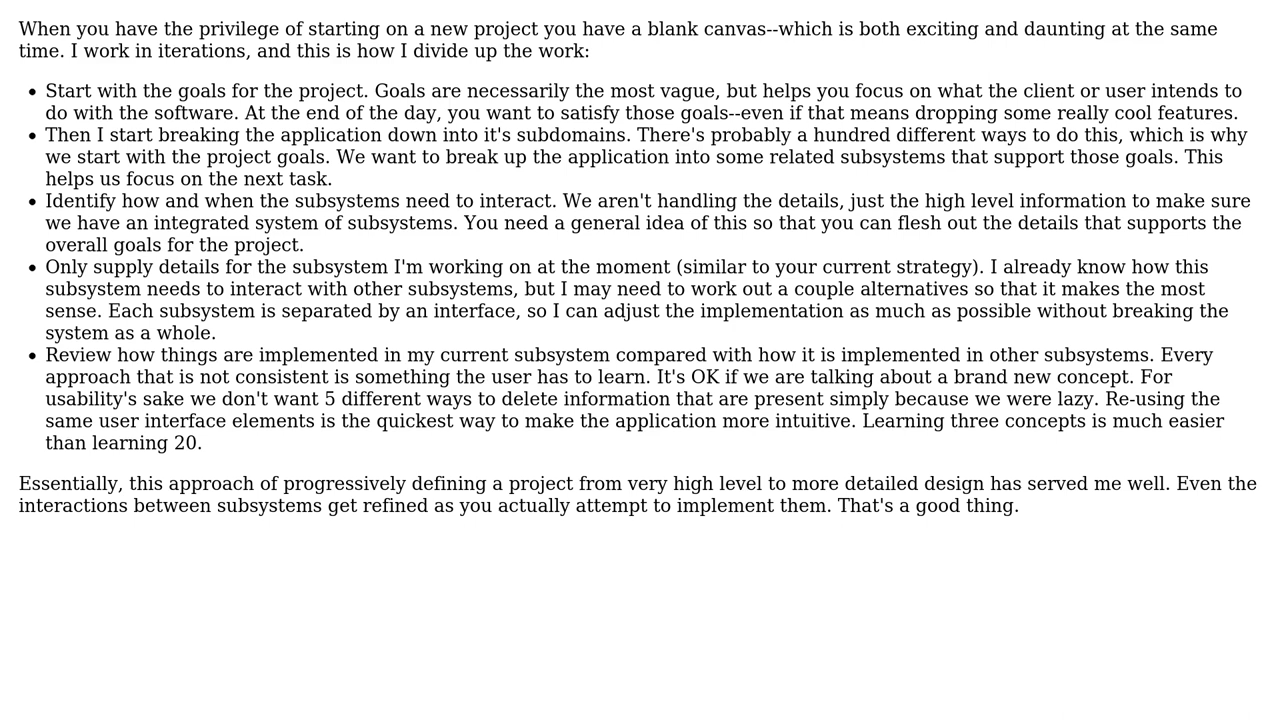 When you have the privilege of starting on a new project you have a blank canvas--which is both exciting and daunting at the same
time. I work in iterations, and this is how I divide up the work:
• Start with the goals for the project. Goals are necessarily the most vague, but helps you focus on what the client or user intends to
do with the software. At the end of the day, you want to satisfy those goals--even if that means dropping some really cool features.
• Then I start breaking the application down into it's subdomains. There's probably a hundred different ways to do this, which is why
we start with the project goals. We want to break up the application into some related subsystems that support those goals. This
helps us focus on the next task.
• Identify how and when the subsystems need to interact. We aren't handling the details, just the high level information to make sure
we have an integrated system of subsystems. You need a general idea of this so that you can flesh out the details that supports the
overall goals for the project.
• Only supply details for the subsystem I'm working on at the moment (similar to your current strategy). I already know how this
subsystem needs to interact with other subsystems, but I may need to work out a couple alternatives so that it makes the most
sense. Each subsystem is separated by an interface, so I can adjust the implementation as much as possible without breaking the
system as a whole.
• Review how things are implemented in my current subsystem compared with how it is implemented in other subsystems. Every
approach that is not consistent is something the user has to learn. It's OK if we are talking about a brand new concept. For
usability's sake we don't want 5 different ways to delete information that are present simply because we were lazy. Re-using the
same user interface elements is the quickest way to make the application more intuitive. Learning three concepts is much easier
than learning 20.
Essentially, this approach of progressively defining a project from very high level to more detailed design has served me well. Even the
interactions between subsystems get refined as you actually attempt to implement them. That's a good thing.